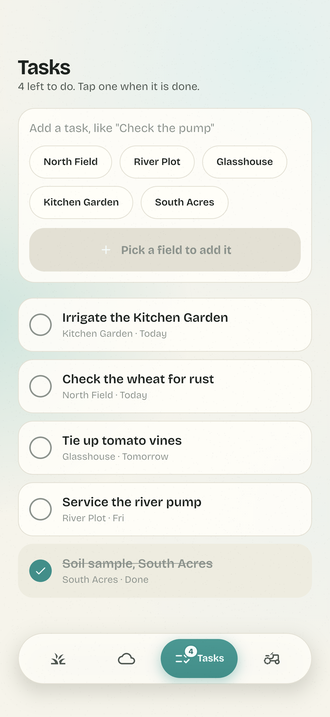 Tasks
4 left to do. Tap one when it is done.
Add a task, like "Check the pump"
North Field
River Plot
Glasshouse
Kitchen Garden
South Acres
+ Pick a field to add it
Irrigate the Kitchen Garden
Kitchen Garden · Today
Check the wheat for rust
North Field · Today
Tie up tomato vines
Glasshouse · Tomorrow
Service the river pump
River Plot · Fri
Soil sample, South Acres
South Acres · Done
4
Tasks